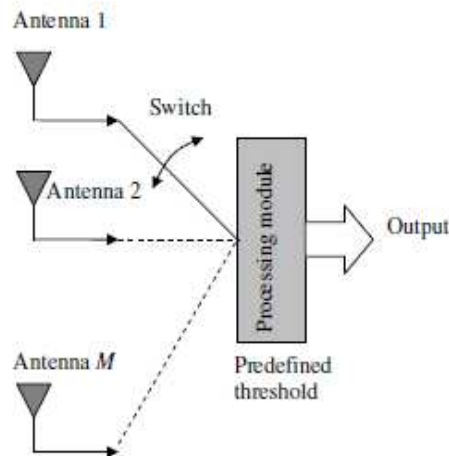 Antenna 1
Switch
Antenna 2
Processing module
Output
Antenna M
Predefined
threshold